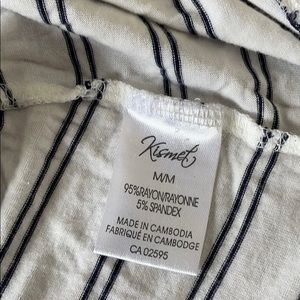 Kismet
M/M
95%RAYON/RAYONNE
5% SPANDEX
MADE IN CAMBODIA
FABRIQUÉ EN CAMBODGE
CA 02595